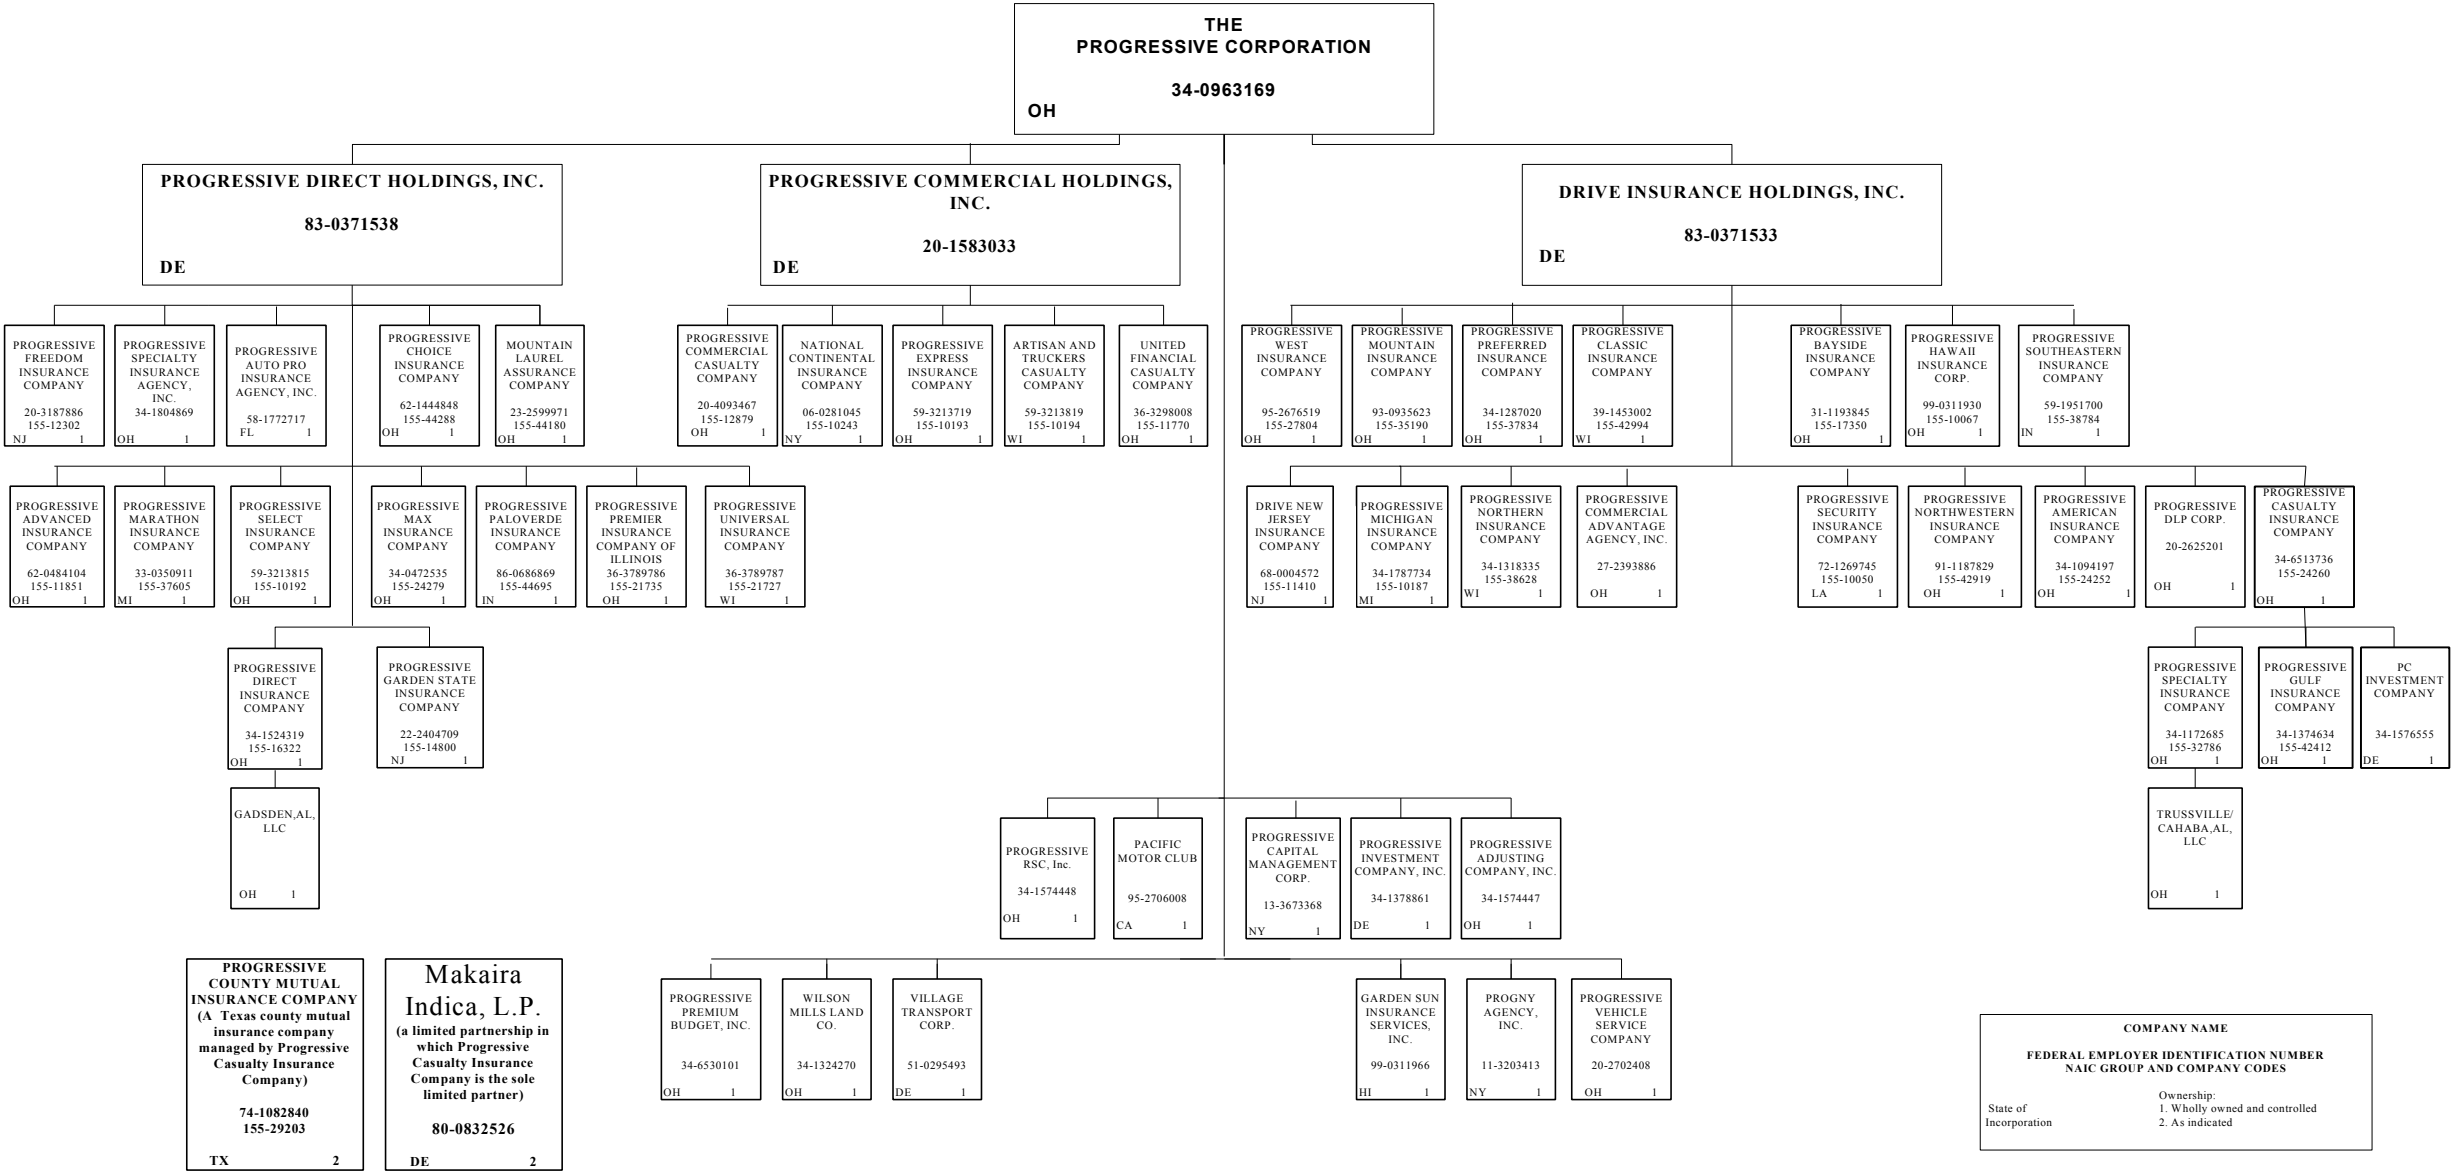 THE
PROGRESSIVE CORPORATION
34-0963169
OH
PROGRESSIVE DIRECT HOLDINGS, INC.
83-0371538
DE
PROGRESSIVE COMMERCIAL HOLDINGS,
INC.
20-1583033
DE
DRIVE INSURANCE HOLDINGS, INC.
83-0371533
DE
PROGRESSIVE
FREEDOM
INSURANCE
COMPANY
20-3187886
155-12302
NJ 1
PROGRESSIVE
SPECIALTY
INSURANCE
AGENCY,
INC.
34-1804869
OH 1
PROGRESSIVE
AUTO PRO
INSURANCE
AGENCY, INC.
58-1772717
FL 1
PROGRESSIVE
CHOICE
INSURANCE
COMPANY
62-1444848
155-44288
OH 1
MOUNTAIN
LAUREL
ASSURANCE
COMPANY
23-2599971
155-44180
OH 1
PROGRESSIVE
COMMERCIAL
CASUALTY
COMPANY
20-4093467
155-12879
OH 1
NATIONAL
CONTINENTAL
INSURANCE
COMPANY
06-0281045
155-10243
NY 1
PROGRESSIVE
EXPRESS
INSURANCE
COMPANY
59-3213719
155-10193
OH 1
ARTISAN AND
TRUCKERS
CASUALTY
COMPANY
59-3213819
155-10194
WI 1
UNITED
FINANCIAL
CASUALTY
COMPANY
36-3298008
155-11770
OH 1
PROGRESSIVE
WEST
INSURANCE
COMPANY
95-2676519
155-27804
OH 1
PROGRESSIVE
MOUNTAIN
INSURANCE
COMPANY
93-0935623
155-35190
OH 1
PROGRESSIVE
PREFERRED
INSURANCE
COMPANY
34-1287020
155-37834
OH 1
PROGRESSIVE
CLASSIC
INSURANCE
COMPANY
39-1453002
155-42994
WI 1
PROGRESSIVE
BAYSIDE
INSURANCE
COMPANY
31-1193845
155-17350
OH 1
PROGRESSIVE
HAWAII
INSURANCE
CORP.
99-0311930
155-10067
OH 1
PROGRESSIVE
SOUTHEASTERN
INSURANCE
COMPANY
59-1951700
155-38784
IN 1
PROGRESSIVE
ADVANCED
INSURANCE
COMPANY
62-0484104
155-11851
OH 1
PROGRESSIVE
MARATHON
INSURANCE
COMPANY
33-0350911
155-37605
MI 1
PROGRESSIVE
SELECT
INSURANCE
COMPANY
59-3213815
155-10192
OH 1
PROGRESSIVE
MAX
INSURANCE
COMPANY
34-0472535
155-24279
OH 1
PROGRESSIVE
PALOVERDE
INSURANCE
COMPANY
86-0686869
155-44695
IN 1
PROGRESSIVE
PREMIER
INSURANCE
COMPANY OF
ILLINOIS
36-3789786
155-21735
OH 1
PROGRESSIVE
UNIVERSAL
INSURANCE
COMPANY
36-3789787
155-21727
WI 1
DRIVE NEW
JERSEY
INSURANCE
COMPANY
68-0004572
155-11410
NJ 1
PROGRESSIVE
MICHIGAN
INSURANCE
COMPANY
34-1787734
155-10187
MI 1
PROGRESSIVE
NORTHERN
INSURANCE
COMPANY
34-1318335
155-38628
WI 1
PROGRESSIVE
COMMERCIAL
ADVANTAGE
AGENCY, INC.
27-2393886
OH 1
PROGRESSIVE
SECURITY
INSURANCE
COMPANY
72-1269745
155-10050
LA 1
PROGRESSIVE
NORTHWESTERN
INSURANCE
COMPANY
91-1187829
155-42919
OH 1
PROGRESSIVE
AMERICAN
INSURANCE
COMPANY
34-1094197
155-24252
OH 1
PROGRESSIVE
DLP CORP.
20-2625201
OH 1
PROGRESSIVE
CASUALTY
INSURANCE
COMPANY
34-6513736
155-24260
OH 1
PROGRESSIVE
DIRECT
INSURANCE
COMPANY
34-1524319
155-16322
OH 1
PROGRESSIVE
GARDEN STATE
INSURANCE
COMPANY
22-2404709
155-14800
NJ 1
PROGRESSIVE
SPECIALTY
INSURANCE
COMPANY
34-1172685
155-32786
OH 1
PROGRESSIVE
GULF
INSURANCE
COMPANY
34-1374634
155-42412
OH 1
PC
INVESTMENT
COMPANY
34-1576555
DE 1
GADSDEN,AL,
LLC
OH 1
TRUSSVILLE/
CAHABA,AL,
LLC
OH 1
PROGRESSIVE
RSC, Inc.
34-1574448
OH 1
PACIFIC
MOTOR CLUB
95-2706008
CA 1
PROGRESSIVE
CAPITAL
MANAGEMENT
CORP.
13-3673368
NY 1
PROGRESSIVE
INVESTMENT
COMPANY, INC.
34-1378861
DE 1
PROGRESSIVE
ADJUSTING
COMPANY, INC.
34-1574447
OH 1
PROGRESSIVE
COUNTY MUTUAL
INSURANCE COMPANY
(A Texas county mutual
insurance company
managed by Progressive
Casualty Insurance
Company)
74-1082840
155-29203
TX 2
Makaira
Indica, L.P.
(a limited partnership in
which Progressive
Casualty Insurance
Company is the sole
limited partner)
80-0832526
DE 2
PROGRESSIVE
PREMIUM
BUDGET, INC.
34-6530101
OH 1
WILSON
MILLS LAND
CO.
34-1324270
OH 1
VILLAGE
TRANSPORT
CORP.
51-0295493
DE 1
GARDEN SUN
INSURANCE
SERVICES,
INC.
99-0311966
HI 1
PROGNY
AGENCY,
INC.
11-3203413
NY 1
PROGRESSIVE
VEHICLE
SERVICE
COMPANY
20-2702408
OH 1
COMPANY NAME
FEDERAL EMPLOYER IDENTIFICATION NUMBER
NAIC GROUP AND COMPANY CODES
Ownership:
State of 1. Wholly owned and controlled
Incorporation 2. As indicated